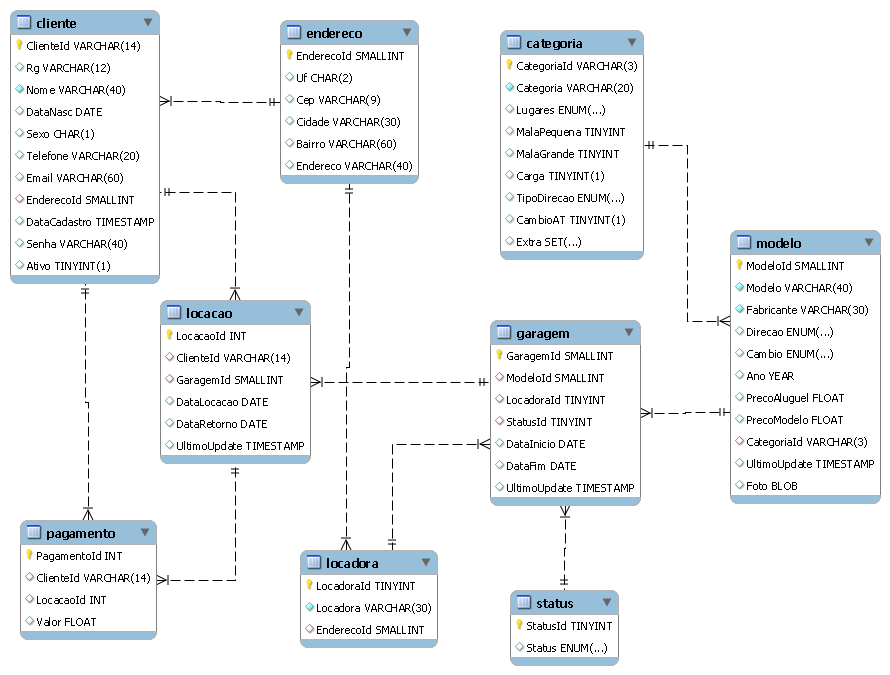 cliente
ClienteId VARCHAR(14)
Rg VARCHAR(12)
Nome VARCHAR(40)
DataNasc DATE
Sexo CHAR(1)
Telefone VARCHAR(20)
Email VARCHAR(60)
EnderecoId SMALLINT
DataCadastro TIMESTAMP
Senha VARCHAR(40)
Ativo TINYINT(1)
endereco
EnderecoId SMALLINT
Uf CHAR(2)
Cep VARCHAR(9)
Cidade VARCHAR(30)
Bairro VARCHAR(60)
Endereco VARCHAR(40)
categoria
CategoriaId VARCHAR(3)
Categoria VARCHAR(20)
Lugares ENUM(...)
MalaPequena TINYINT
MalaGrande TINYINT
Carga TINYINT(1)
TipoDirecao ENUM(...)
CambioAT TINYINT(1)
Extra SET(...)
modelo
ModeloId SMALLINT
Modelo VARCHAR(40)
Fabricante VARCHAR(30)
Direcao ENUM(...)
Cambio ENUM(...)
Ano YEAR
PrecoAluguel FLOAT
PrecoModelo FLOAT
CategoriaId VARCHAR(3)
UltimoUpdate TIMESTAMP
Foto BLOB
locacao
LocacaoId INT
ClienteId VARCHAR(14)
GaragemId SMALLINT
DataLocacao DATE
DataRetorno DATE
UltimoUpdate TIMESTAMP
garagem
GaragemId SMALLINT
ModeloId SMALLINT
LocadoraId TINYINT
StatusId TINYINT
DataInicio DATE
DataFim DATE
UltimoUpdate TIMESTAMP
pagamento
PagamentoId INT
ClienteId VARCHAR(14)
LocacaoId INT
Valor FLOAT
locadora
LocadoraId TINYINT
Locadora VARCHAR(30)
EnderecoId SMALLINT
status
StatusId TINYINT
Status ENUM(...)